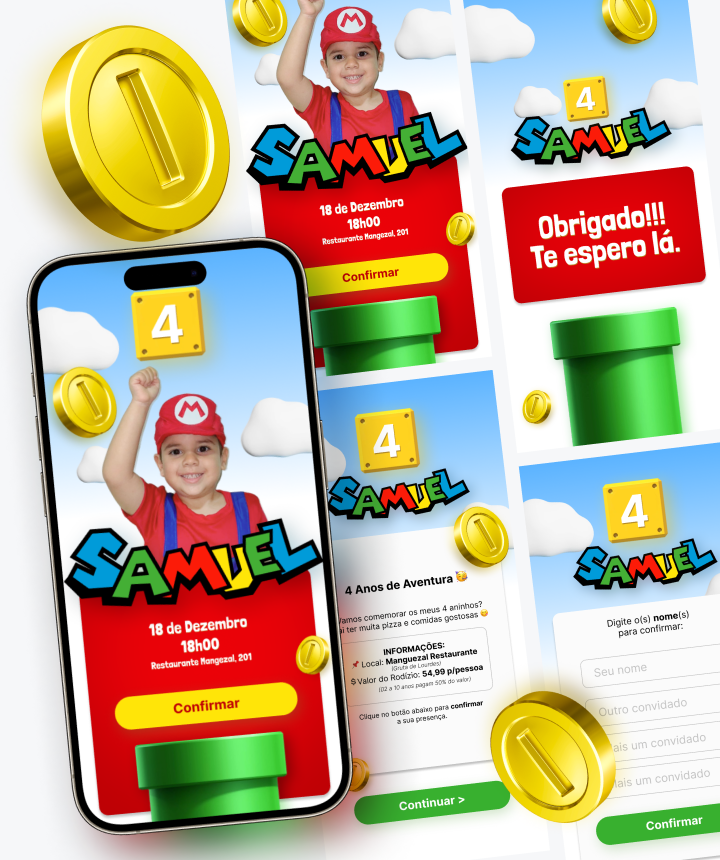 M
SAMUEL
18 de Dezembro
18h00
Restaurante Mangezal, 201
Confirmar
4
SAMUEL
Obrigado!!!
Te espero lá.
4
M
SAMUEL
18 de Dezembro
18h00
Restaurante Mangezal, 201
Confirmar
4
SAMUEL
4 Anos de Aventura 🥳
Vamos comemorar os meus 4 aninhos?
ai ter muita pizza e comidas gostosas 😋
INFORMAÇÕES:
📌 Local: Manguezal Restaurante
(Gruta de Lourdes)
$ Valor do Rodízio: 54,99 p/pessoa
(02 a 10 anos pagam 50% do valor)
Clique no botão abaixo para confirmar
a sua presença.
Continuar >
4
SAMUEL
Digite o(s) nome(s)
para confirmar:
Seu nome
Outro convidado
Mais um convidado
Mais um convidado
Confirmar